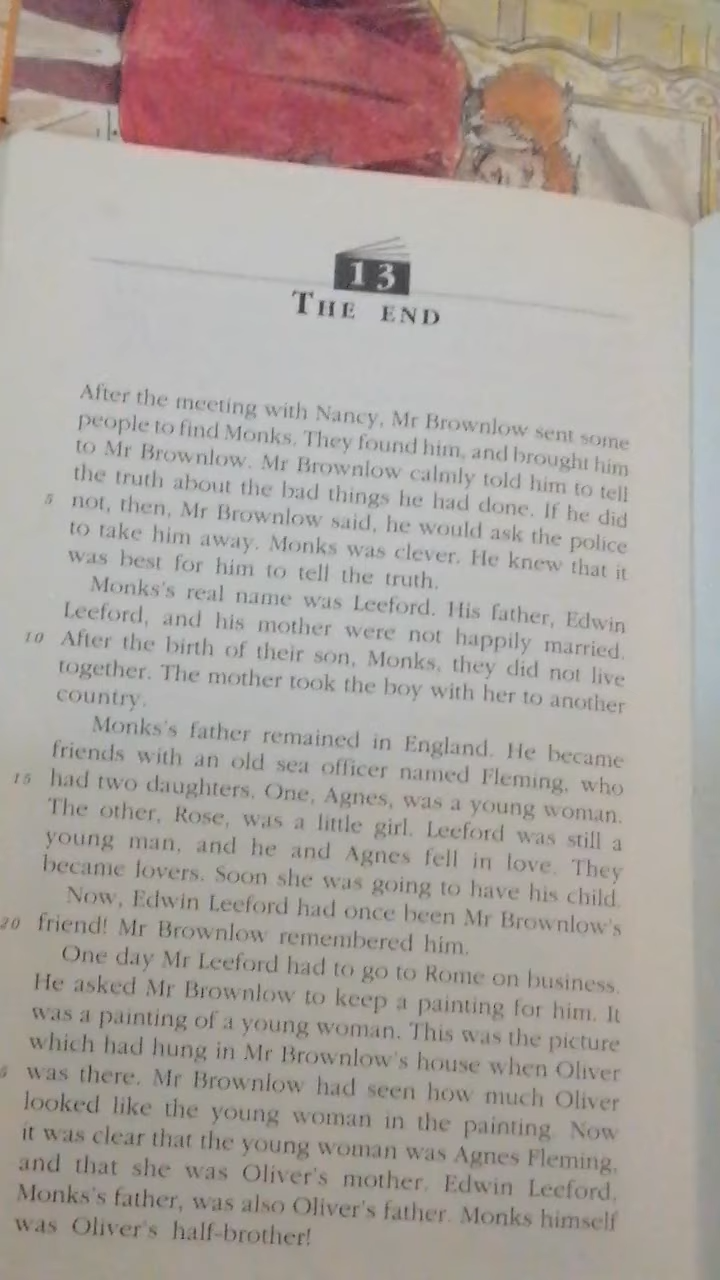 13
THE END
After the meeting with Nancy, Mr Brownlow sent some
people to find Monks. They found him, and brought him
to Mr Brownlow. Mr Brownlow calmly told him to tell
the truth about the bad things he had done. If he did
5 not, then, Mr Brownlow said, he would ask the police
to take him away. Monks was clever. He knew that it
was best for him to tell the truth.
Monks's real name was Leeford. His father, Edwin
Leeford, and his mother were not happily married.
10 After the birth of their son, Monks, they did not live
together. The mother took the boy with her to another
country.
Monks's father remained in England. He became
friends with an old sea officer named Fleming, who
15 had two daughters. One, Agnes, was a young woman.
The other, Rose, was a little girl. Leeford was still a
young man, and he and Agnes fell in love. They
became lovers. Soon she was going to have his child.
Now, Edwin Leeford had once been Mr Brownlow's
20 friend! Mr Brownlow remembered him.
One day Mr Leeford had to go to Rome on business.
He asked Mr Brownlow to keep a painting for him. It
was a painting of a young woman. This was the picture
which had hung in Mr Brownlow's house when Oliver
5 was there. Mr Brownlow had seen how much Oliver
looked like the young woman in the painting. Now
it was clear that the young woman was Agnes Fleming,
and that she was Oliver's mother. Edwin Leeford,
Monks's father, was also Oliver's father. Monks himself
was Oliver's half-brother!